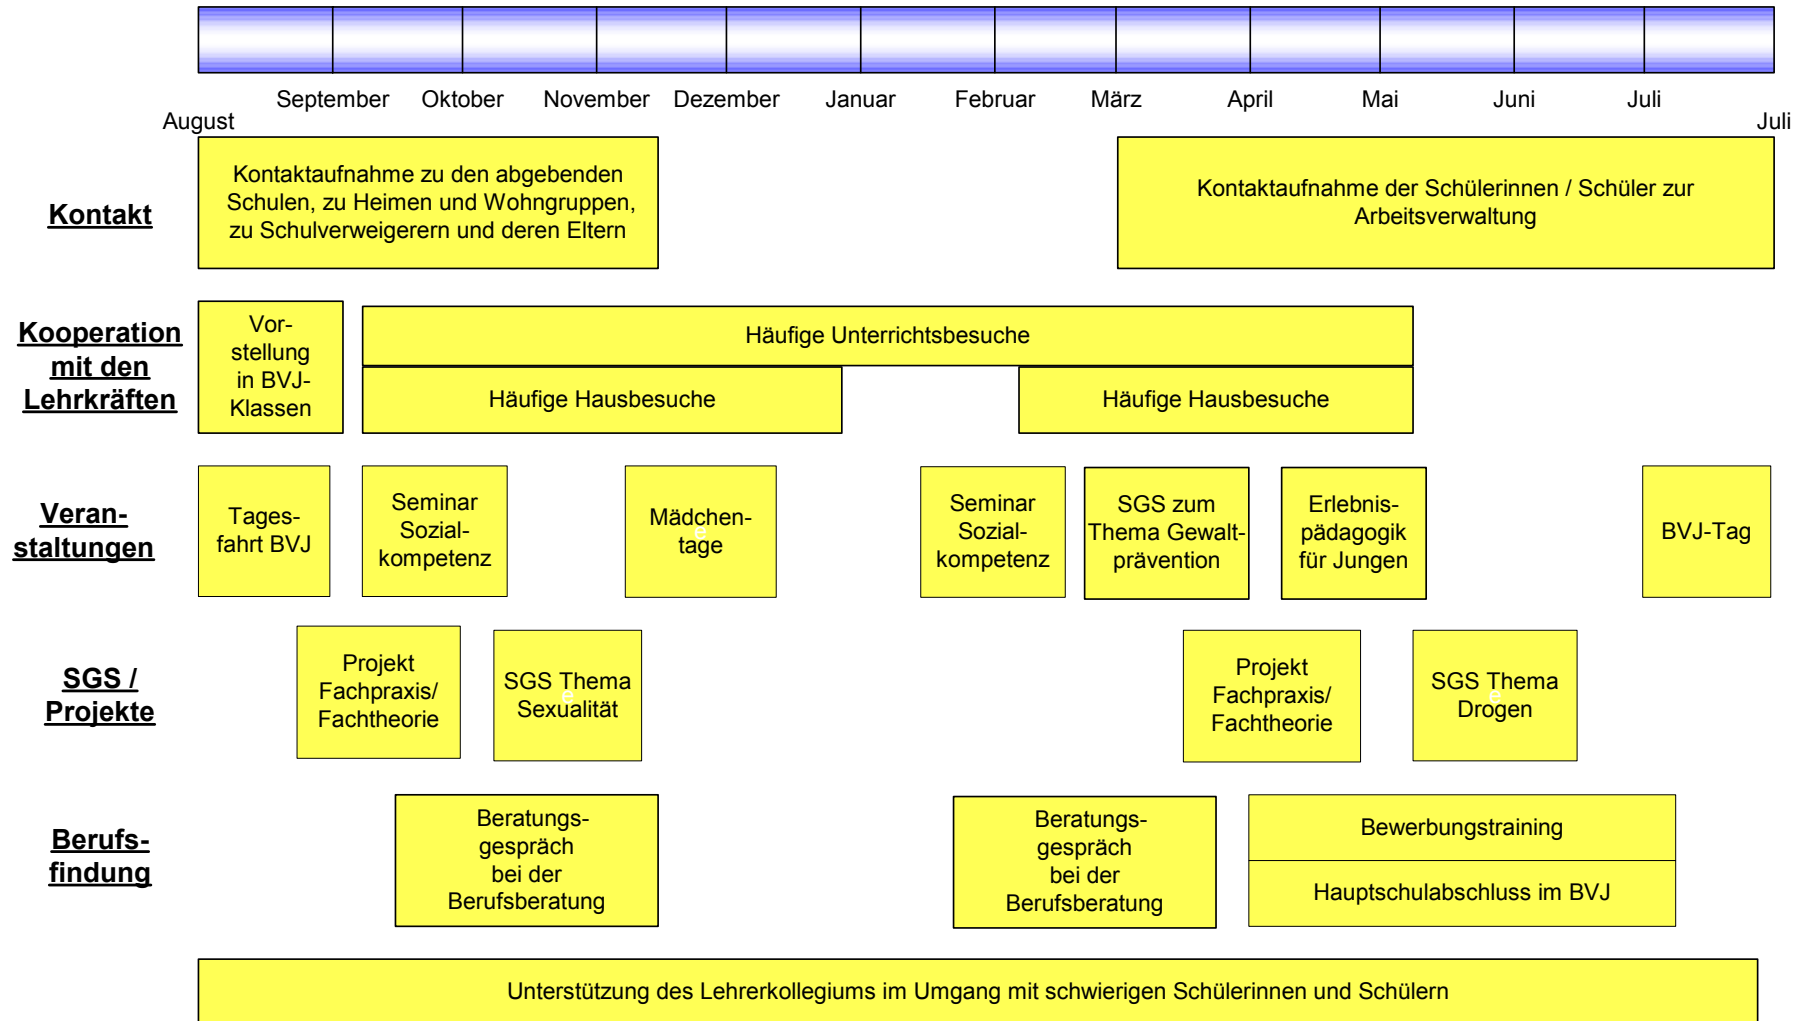 September Oktober November Dezember Januar Februar März April Mai Juni Juli
August Juli
Kontakt
Kontaktaufnahme zu den abgebenden
Schulen, zu Heimen und Wohngruppen,
zu Schulverweigerern und deren Eltern
Kontaktaufnahme der Schülerinnen / Schüler zur
Arbeitsverwaltung
Kooperation
mit den
Lehrkräften
Vor-
stellung
in BVJ-
Klassen
Häufige Unterrichtsbesuche
Häufige Hausbesuche
Häufige Hausbesuche
Veran-
staltungen
Tages-
fahrt BVJ
Seminar
Sozial-
kompetenz
Mädchen-
e
tage
Seminar
Sozial-
kompetenz
SGS zum
Thema Gewalt-
prävention
Erlebnis-
pädagogik
für Jungen
BVJ-Tag
SGS /
Projekte
Projekt
Fachpraxis/
Fachtheorie
SGS Thema
e
Sexualität
Projekt
Fachpraxis/
Fachtheorie
SGS Thema
e
Drogen
Berufs-
findung
Beratungs-
gespräch
bei der
Berufsberatung
Beratungs-
gespräch
bei der
Berufsberatung
Bewerbungstraining
Hauptschulabschluss im BVJ
Unterstützung des Lehrerkollegiums im Umgang mit schwierigen Schülerinnen und Schülern